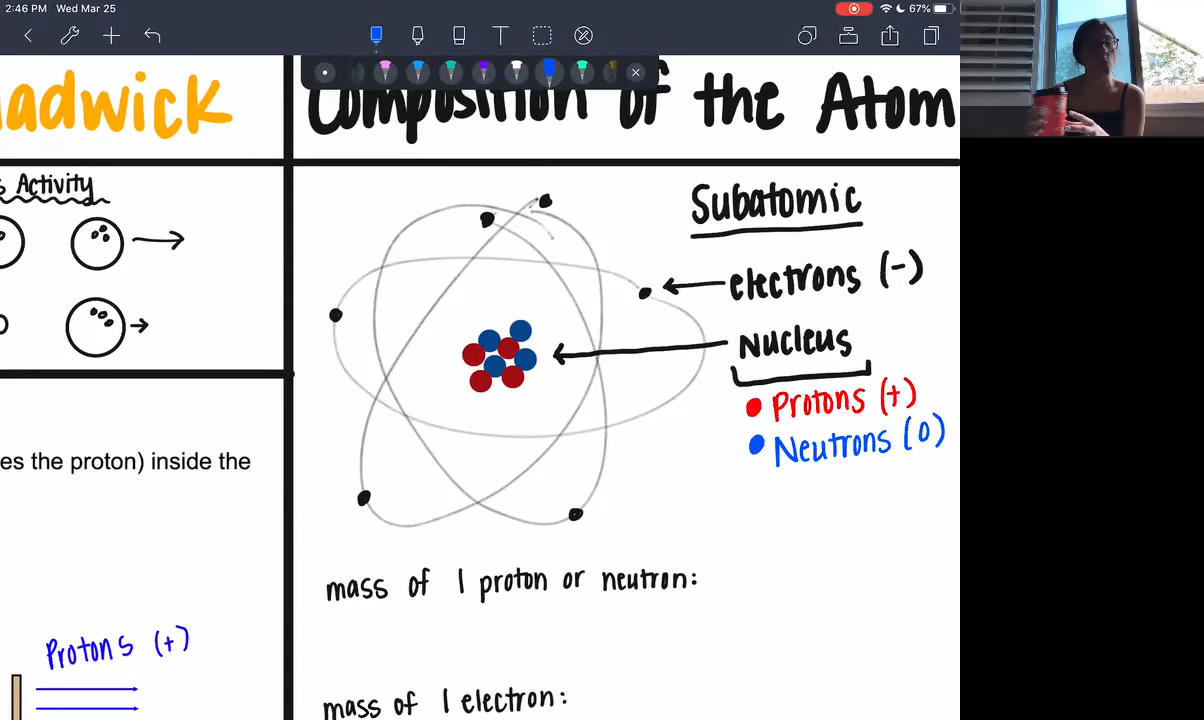 2:46 PM Wed Mar 25
67%
T
adwick
Composition of the Atom
s Activity
Subatomic
electrons (-)
Nucleus
Protons (+)
Neutrons (0)
es the proton) inside the
mass of 1 proton or neutron:
Protons (+)
mass of 1 electron: